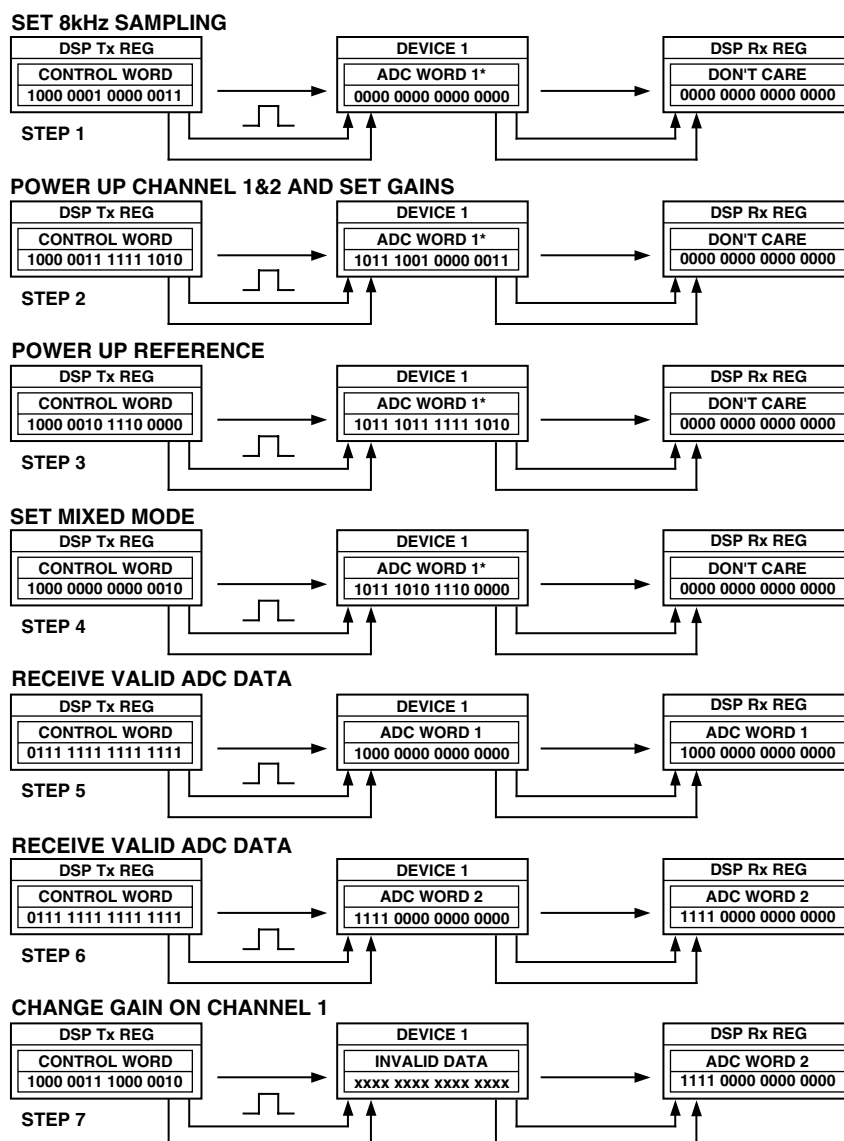 SET 8kHz SAMPLING
DSP Tx REG DEVICE 1 DSP Rx REG
CONTROL WORD ADC WORD 1* DON'T CARE
1000 0001 0000 0011 0000 0000 0000 0000 0000 0000 0000 0000
STEP 1
POWER UP CHANNEL 1&2 AND SET GAINS
DSP Tx REG DEVICE 1 DSP Rx REG
CONTROL WORD ADC WORD 1* DON'T CARE
1000 0011 1111 1010 1011 1001 0000 0011 0000 0000 0000 0000
STEP 2
POWER UP REFERENCE
DSP Tx REG DEVICE 1 DSP Rx REG
CONTROL WORD ADC WORD 1* DON'T CARE
1000 0010 1110 0000 1011 1011 1111 1010 0000 0000 0000 0000
STEP 3
SET MIXED MODE
DSP Tx REG DEVICE 1 DSP Rx REG
CONTROL WORD ADC WORD 1* DON'T CARE
1000 0000 0000 0010 1011 1010 1110 0000 0000 0000 0000 0000
STEP 4
RECEIVE VALID ADC DATA
DSP Tx REG DEVICE 1 DSP Rx REG
CONTROL WORD ADC WORD 1 ADC WORD 1
0111 1111 1111 1111 1000 0000 0000 0000 1000 0000 0000 0000
STEP 5
RECEIVE VALID ADC DATA
DSP Tx REG DEVICE 1 DSP Rx REG
CONTROL WORD ADC WORD 2 ADC WORD 2
0111 1111 1111 1111 1111 0000 0000 0000 1111 0000 0000 0000
STEP 6
CHANGE GAIN ON CHANNEL 1
DSP Tx REG DEVICE 1 DSP Rx REG
CONTROL WORD INVALID DATA ADC WORD 2
1000 0011 1000 0010 xxxx xxxx xxxx xxxx 1111 0000 0000 0000
STEP 7